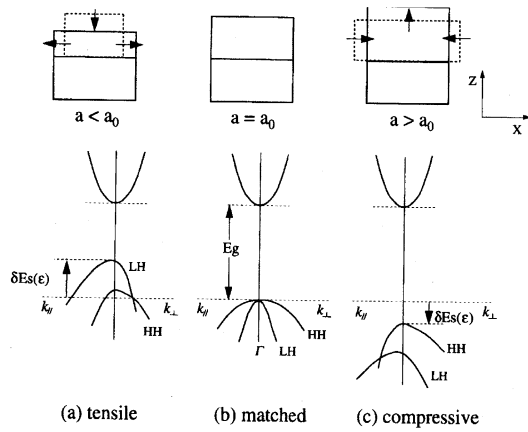 a < a₀
a = a₀
a > a₀
Z
X
δEs(ε)
LH
k//
k⊥
HH
Eg
k//
k⊥
HH
Γ
LH
k//
k⊥
δEs(ε)
HH
LH
(a) tensile
(b) matched
(c) compressive